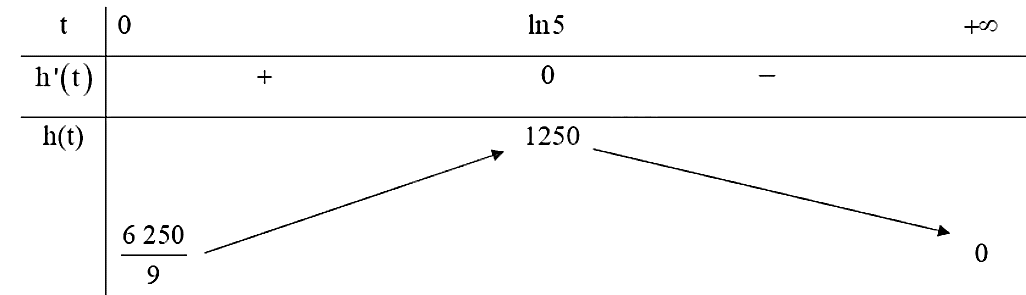 t 0 ln5 +∞
h'(t) + 0 −
h(t) 1250
6 250
9
0